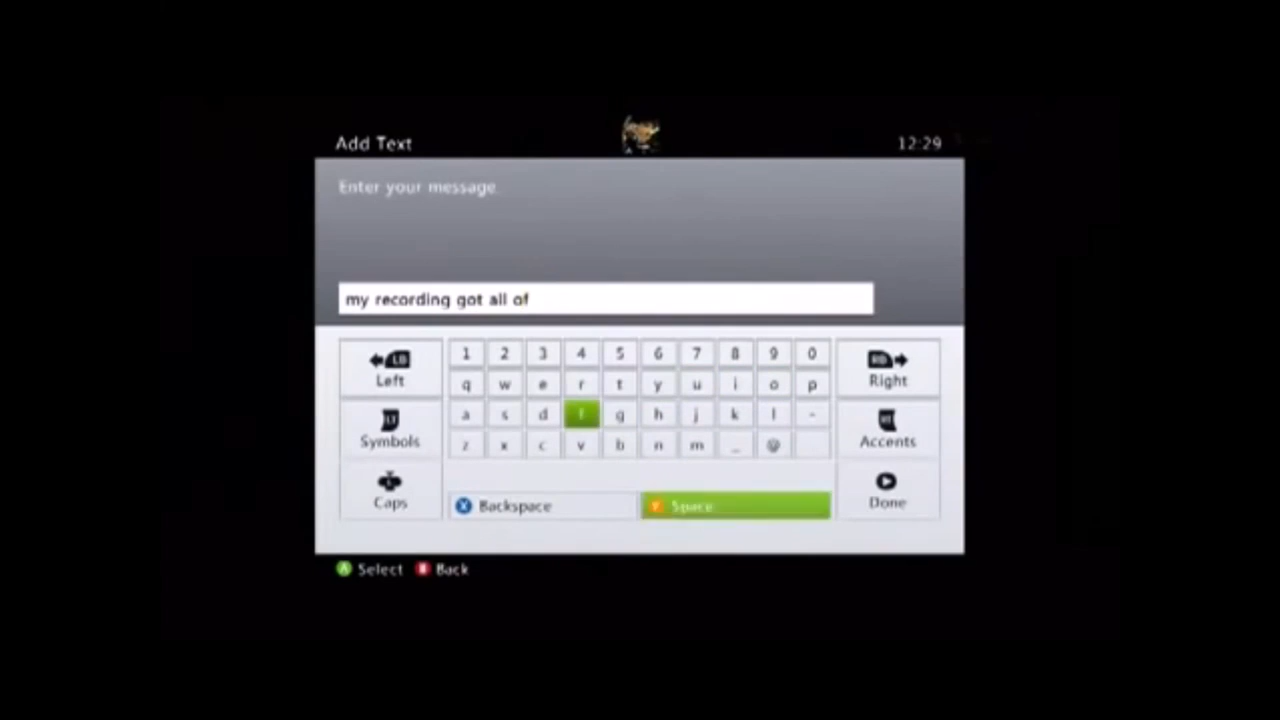 Add Text
12:29
Enter your message.
my recording got all of
Left
1 2 3 4 5 6 7 8 9 0
Right
q w e r t y u i o p
Symbols
a s d f g h j k l -
Accents
z x c v b n m _ @
Caps
X Backspace
Y Space
Done
A Select B Back